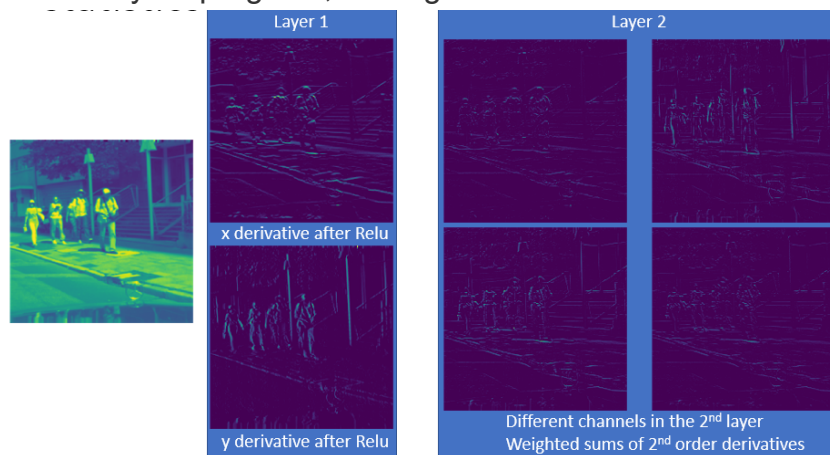 Layer 1
Layer 2
x derivative after Relu
y derivative after Relu
Different channels in the 2nd layer
Weighted sums of 2nd order derivatives